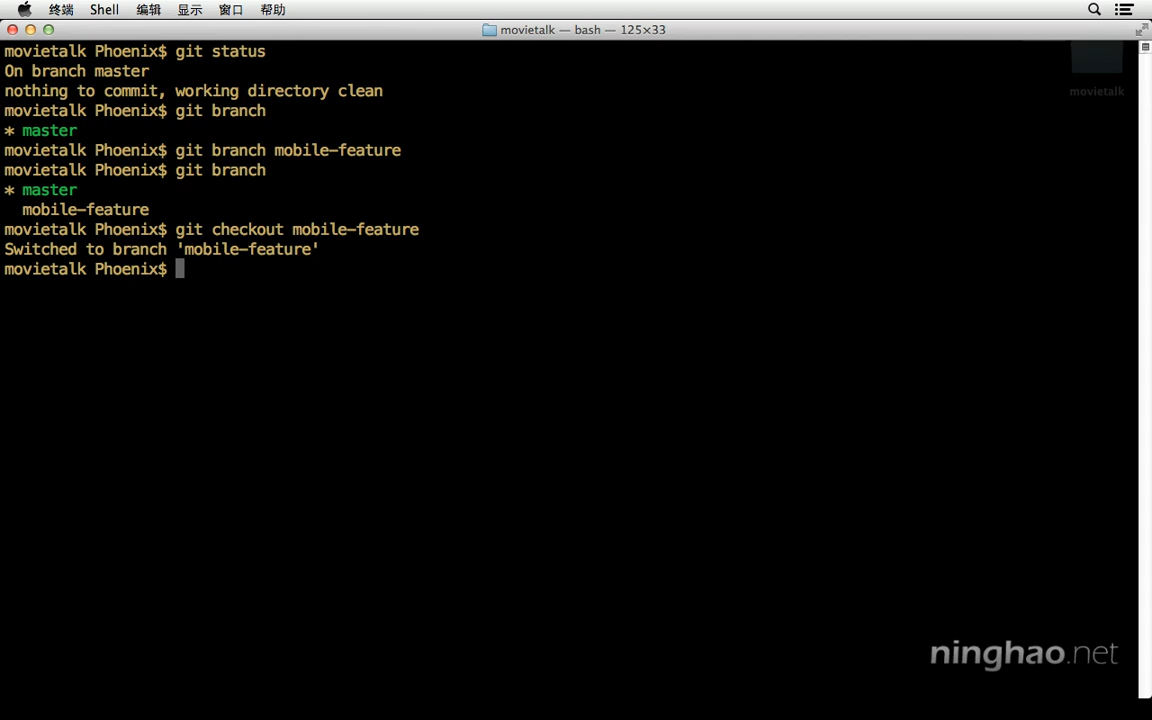 终端 Shell 编辑 显示 窗口 帮助
movietalk — bash — 125×33
movietalk Phoenix$ git status
On branch master
nothing to commit, working directory clean
movietalk Phoenix$ git branch
* master
movietalk Phoenix$ git branch mobile-feature
movietalk Phoenix$ git branch
* master
mobile-feature
movietalk Phoenix$ git checkout mobile-feature
Switched to branch 'mobile-feature'
movietalk Phoenix$
movietalk
ninghao.net